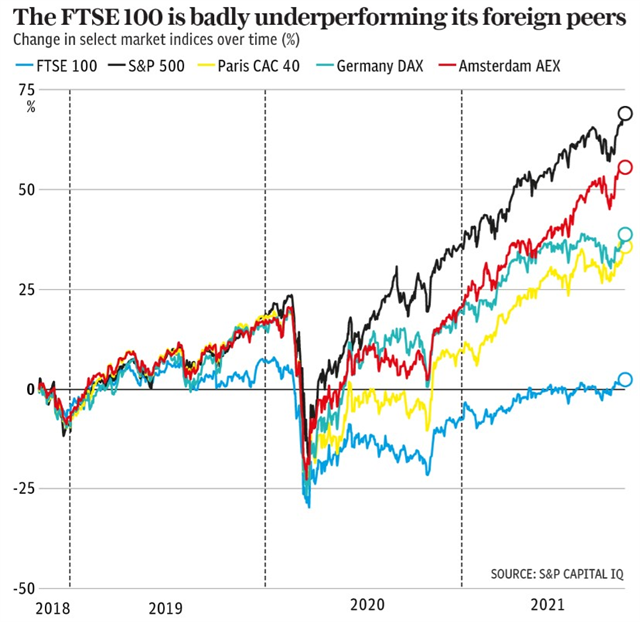 The FTSE 100 is badly underperforming its foreign peers
Change in select market indices over time (%)
FTSE 100 S&P 500 Paris CAC 40 Germany DAX Amsterdam AEX
75
%
50
25
0
-25
SOURCE: S&P CAPITAL IQ
-50
2018 2019 2020 2021